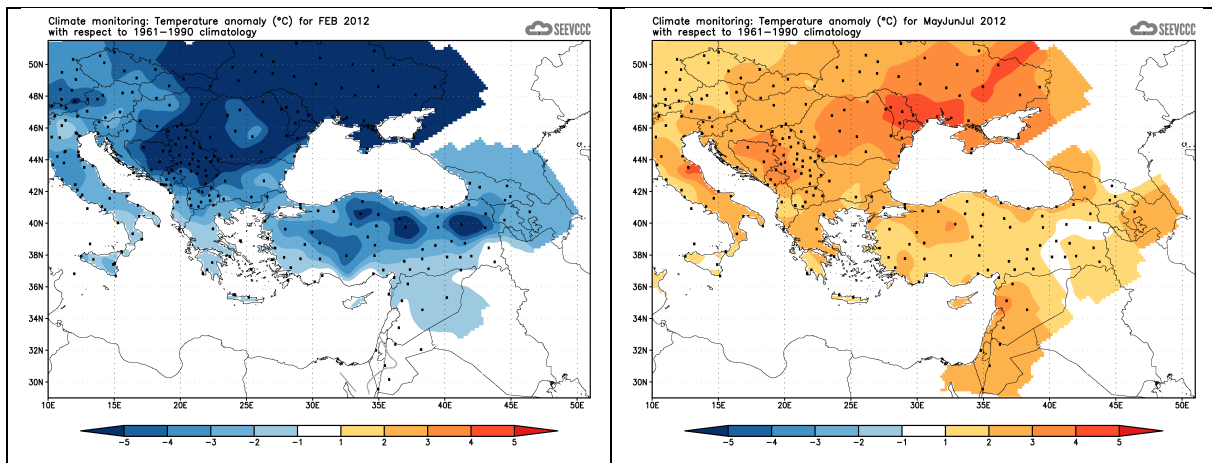 Climate monitoring: Temperature anomaly (°C) for FEB 2012
with respect to 1961−1990 climatology
SEEVCCC
50N
48N
46N
44N
42N
40N
38N
36N
34N
32N
30N
10E 15E 20E 25E 30E 35E 40E 45E 50E
−5 −4 −3 −2 −1 1 2 3 4 5
Climate monitoring: Temperature anomaly (°C) for MayJunJul 2012
with respect to 1961−1990 climatology
SEEVCCC
50N
48N
46N
44N
42N
40N
38N
36N
34N
32N
30N
10E 15E 20E 25E 30E 35E 40E 45E 50E
−5 −4 −3 −2 −1 1 2 3 4 5